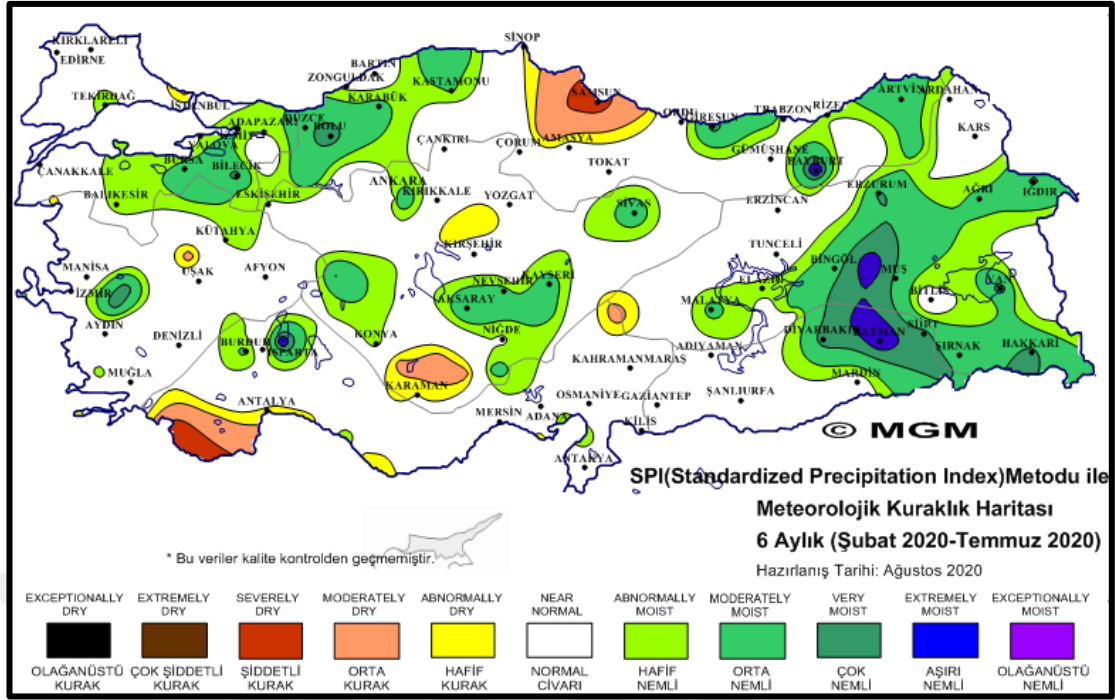 SİNOP
KIRKLARELİ
EDİRNE
BARTIN
ZONGULDAK
KASTAMONU
TEKİRDAĞ
İSTANBUL
KARABÜK
SAMSUN
ARTVİN
ARDAHAN
ORDU
GİRESUN
TRABZON
RİZE
ADAPAZARI
DÜZCE
BOLU
İZMİT
YALOVA
KARS
ÇANKIRI
ÇORUM
AMASYA
TOKAT
GÜMÜŞHANE
BAYBURT
ÇANAKKALE
BURSA
BİLECİK
ANKARA
KIRIKKALE
BALIKESİR
ESKİŞEHİR
YOZGAT
SİVAS
ERZİNCAN
ERZURUM
AĞRI
IĞDIR
KÜTAHYA
KIRŞEHİR
TUNCELİ
BİNGÖL
MUŞ
MANİSA
UŞAK
AFYON
NEVŞEHİR
KAYSERİ
ELAZIĞ
VAN
İZMİR
AKSARAY
MALATYA
BİTLİS
AYDIN
DENİZLİ
BURDUR
ISPARTA
KONYA
NİĞDE
DİYARBAKIR
BATMAN
SİİRT
ŞIRNAK
HAKKARİ
KAHRAMANMARAŞ
ADIYAMAN
MUĞLA
ANTALYA
KARAMAN
MERSİN
ADANA
OSMANİYE
GAZİANTEP
ŞANLIURFA
MARDİN
KİLİS
ANTAKYA
© MGM
SPI(Standardized Precipitation Index)Metodu ile
Meteorolojik Kuraklık Haritası
6 Aylık (Şubat 2020-Temmuz 2020)
Hazırlanış Tarihi: Ağustos 2020
* Bu veriler kalite kontrolden geçmemiştir.
EXCEPTIONALLY DRY
EXTREMELY DRY
SEVERELY DRY
MODERATELY DRY
ABNORMALLY DRY
NEAR NORMAL
ABNORMALLY MOIST
MODERATELY MOIST
VERY MOIST
EXTREMELY MOIST
EXCEPTIONALLY MOIST
OLAĞANÜSTÜ KURAK
ÇOK ŞİDDETLİ KURAK
ŞİDDETLİ KURAK
ORTA KURAK
HAFİF KURAK
NORMAL CİVARI
HAFİF NEMLİ
ORTA NEMLİ
ÇOK NEMLİ
AŞIRI NEMLİ
OLAĞANÜSTÜ NEMLİ